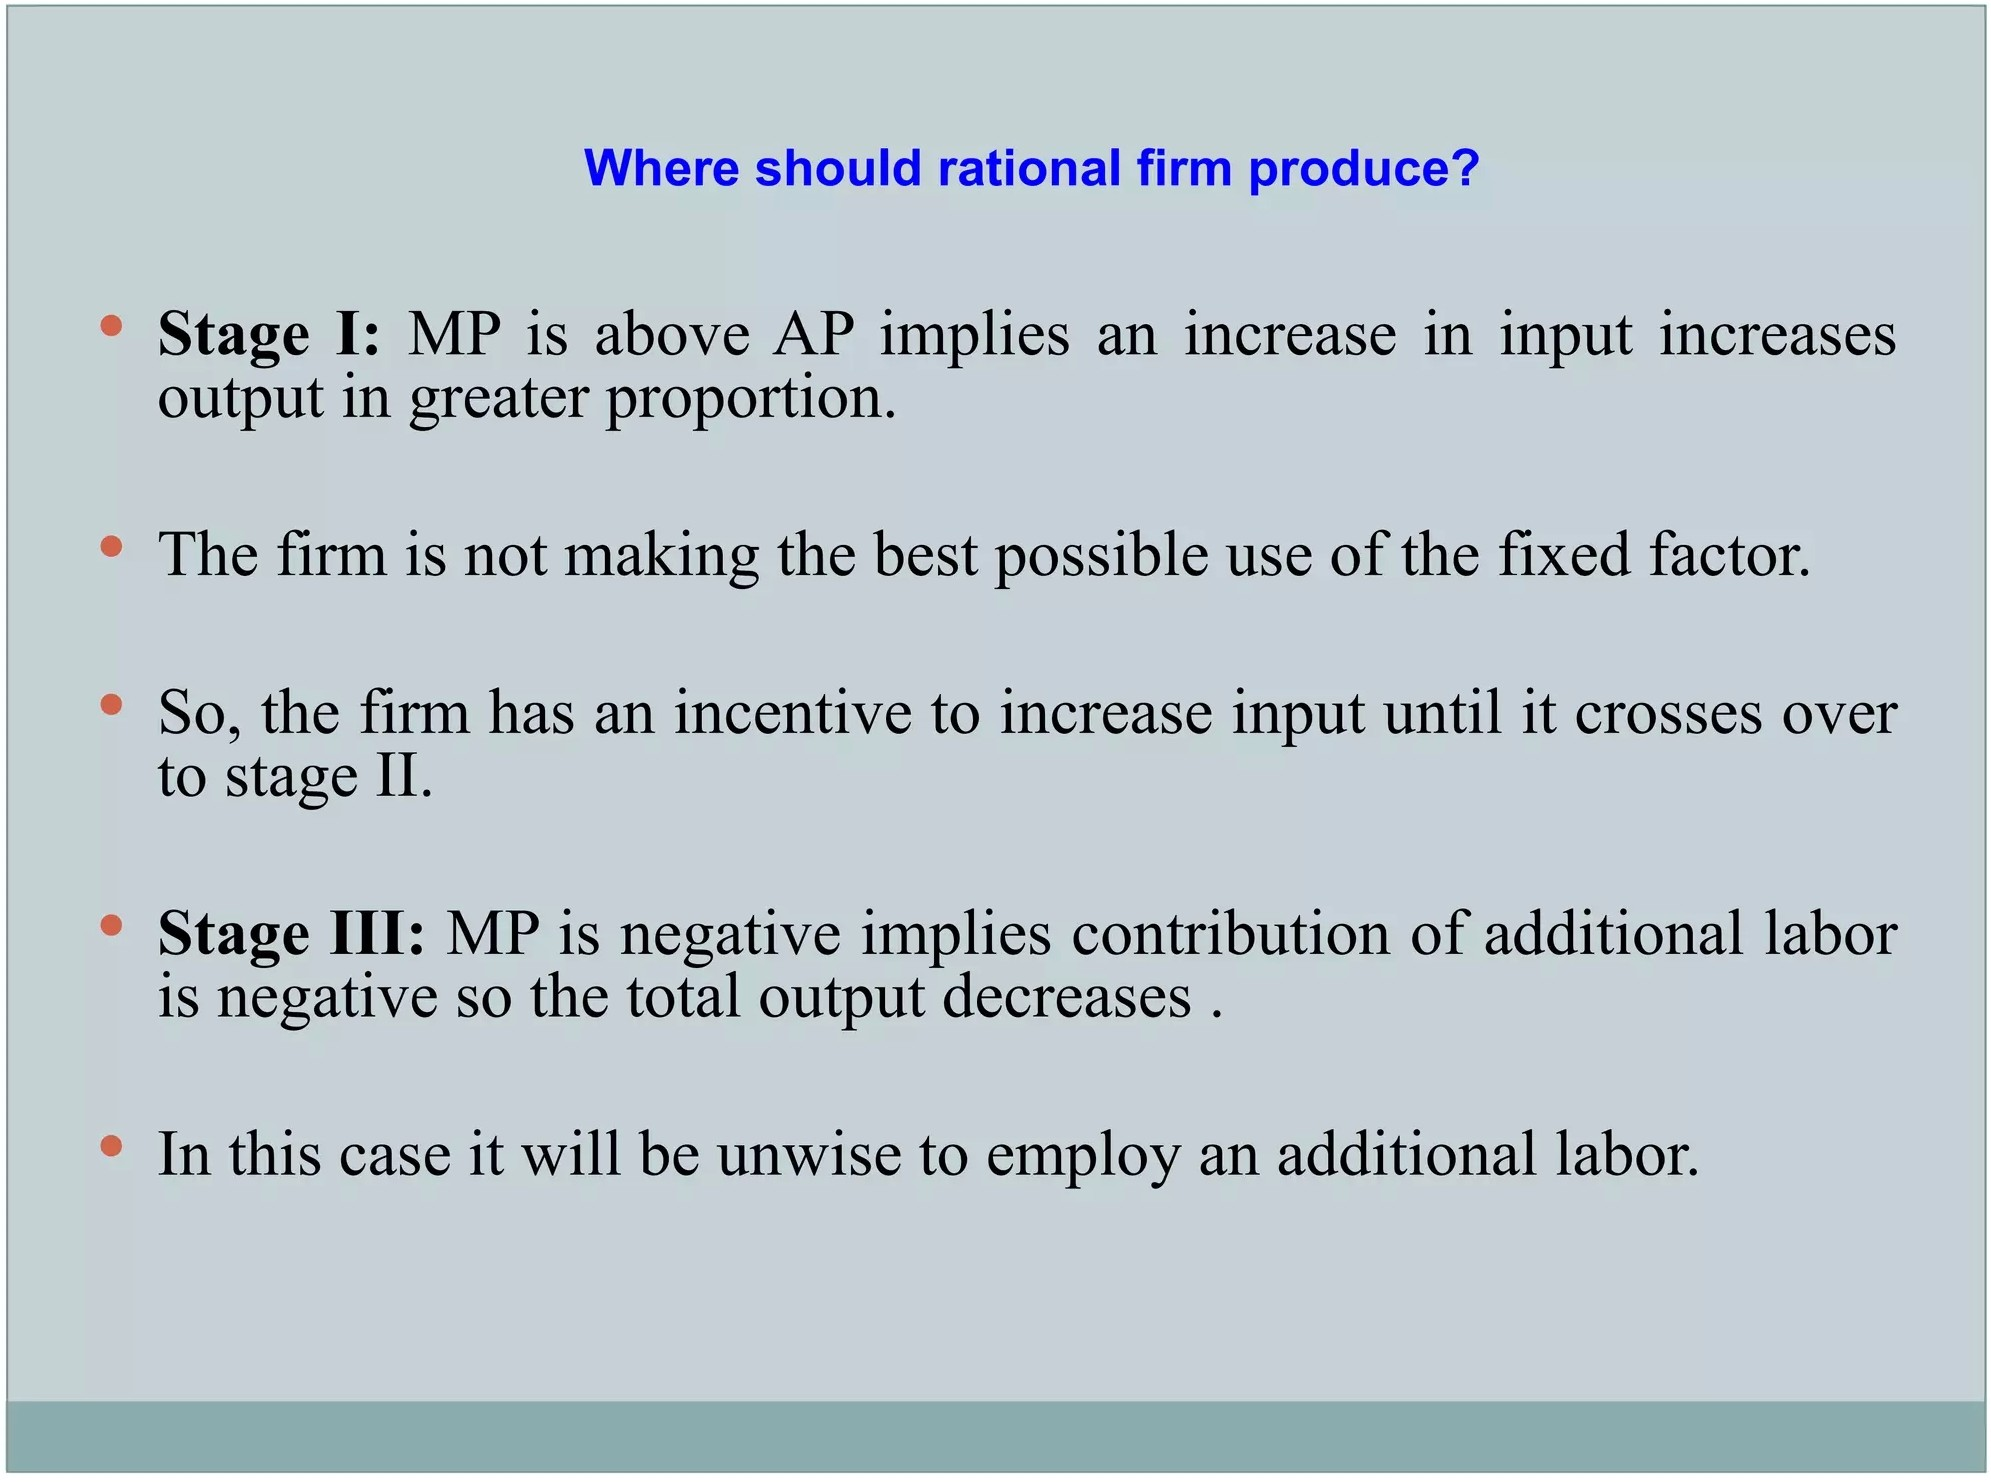 Where should rational firm produce?
• Stage I: MP is above AP implies an increase in input increases
output in greater proportion.
• The firm is not making the best possible use of the fixed factor.
• So, the firm has an incentive to increase input until it crosses over
to stage II.
• Stage III: MP is negative implies contribution of additional labor
is negative so the total output decreases .
• In this case it will be unwise to employ an additional labor.